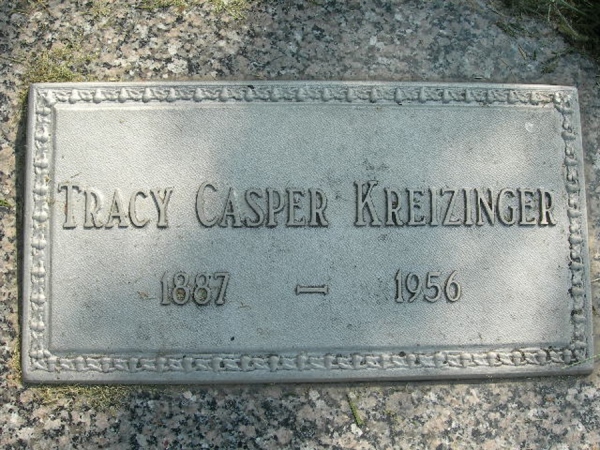 Tracy Casper Kreizinger
1887 – 1956